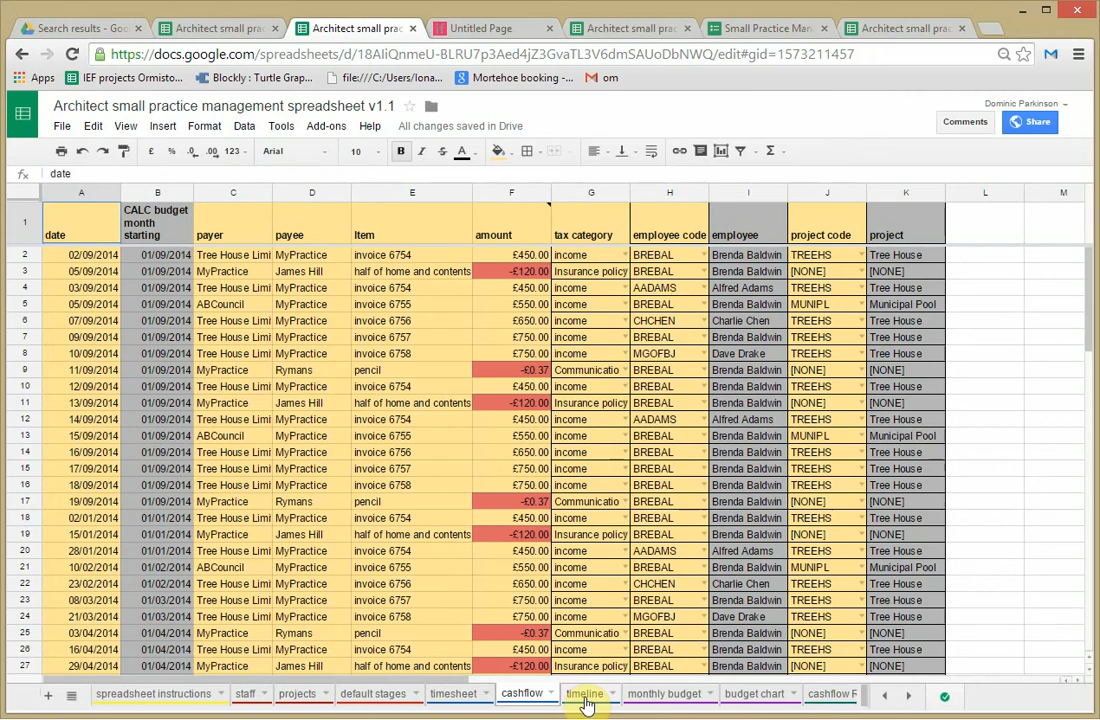 Search results - Goo
Architect small prac
Architect small prac
Untitled Page
Architect small prac
Small Practice Man
Architect small prac
https://docs.google.com/spreadsheets/d/18AliQnmeU-BLRU7p3Aed4jZ3GvaTL3V6dmSAUoDbNWQ/edit#gid=1573211457
Apps IEF projects Ormisto... Blockly : Turtle Grap... file:///C:/Users/Iona... Mortehoe booking -... om
Architect small practice management spreadsheet v1.1
Dominic Parkinson
File Edit View Insert Format Data Tools Add-ons Help All changes saved in Drive
Comments Share
£ % .0 .00 123 Arial 10 B I S A Σ
fx date
A B C D E F G H I J K L M
1 date CALC budget month starting payer payee Item amount tax category employee code employee project code project
2 02/09/2014 01/09/2014 Tree House Limi MyPractice invoice 6754 £450.00 income BREBAL Brenda Baldwin TREEHS Tree House
3 05/09/2014 01/09/2014 MyPractice James Hill half of home and contents -£120.00 Insurance policy BREBAL Brenda Baldwin [NONE] [NONE]
4 03/09/2014 01/09/2014 Tree House Limi MyPractice invoice 6754 £450.00 income AADAMS Alfred Adams TREEHS Tree House
5 05/09/2014 01/09/2014 ABCouncil MyPractice invoice 6755 £550.00 income BREBAL Brenda Baldwin MUNIPL Municipal Pool
6 07/09/2014 01/09/2014 Tree House Limi MyPractice invoice 6756 £650.00 income CHCHEN Charlie Chen TREEHS Tree House
7 09/09/2014 01/09/2014 Tree House Limi MyPractice invoice 6757 £750.00 income BREBAL Brenda Baldwin TREEHS Tree House
8 10/09/2014 01/09/2014 Tree House Limi MyPractice invoice 6758 £750.00 income MGOFBJ Dave Drake TREEHS Tree House
9 11/09/2014 01/09/2014 MyPractice Rymans pencil -£0.37 Communicatio BREBAL Brenda Baldwin [NONE] [NONE]
10 12/09/2014 01/09/2014 Tree House Limi MyPractice invoice 6754 £450.00 income BREBAL Brenda Baldwin TREEHS Tree House
11 13/09/2014 01/09/2014 MyPractice James Hill half of home and contents -£120.00 Insurance policy BREBAL Brenda Baldwin [NONE] [NONE]
12 14/09/2014 01/09/2014 Tree House Limi MyPractice invoice 6754 £450.00 income AADAMS Alfred Adams TREEHS Tree House
13 15/09/2014 01/09/2014 ABCouncil MyPractice invoice 6755 £550.00 income BREBAL Brenda Baldwin MUNIPL Municipal Pool
14 16/09/2014 01/09/2014 Tree House Limi MyPractice invoice 6756 £650.00 income BREBAL Brenda Baldwin TREEHS Tree House
15 17/09/2014 01/09/2014 Tree House Limi MyPractice invoice 6757 £750.00 income BREBAL Brenda Baldwin TREEHS Tree House
16 18/09/2014 01/09/2014 Tree House Limi MyPractice invoice 6758 £750.00 income BREBAL Brenda Baldwin TREEHS Tree House
17 19/09/2014 01/09/2014 MyPractice Rymans pencil -£0.37 Communicatio BREBAL Brenda Baldwin [NONE] [NONE]
18 02/01/2014 01/01/2014 Tree House Limi MyPractice invoice 6754 £450.00 income BREBAL Brenda Baldwin TREEHS Tree House
19 15/01/2014 01/01/2014 MyPractice James Hill half of home and contents -£120.00 Insurance policy BREBAL Brenda Baldwin [NONE] [NONE]
20 28/01/2014 01/01/2014 Tree House Limi MyPractice invoice 6754 £450.00 income AADAMS Alfred Adams TREEHS Tree House
21 10/02/2014 01/02/2014 ABCouncil MyPractice invoice 6755 £550.00 income BREBAL Brenda Baldwin MUNIPL Municipal Pool
22 23/02/2014 01/02/2014 Tree House Limi MyPractice invoice 6756 £650.00 income CHCHEN Charlie Chen TREEHS Tree House
23 08/03/2014 01/03/2014 Tree House Limi MyPractice invoice 6757 £750.00 income BREBAL Brenda Baldwin TREEHS Tree House
24 21/03/2014 01/03/2014 Tree House Limi MyPractice invoice 6758 £750.00 income MGOFBJ Dave Drake TREEHS Tree House
25 03/04/2014 01/04/2014 MyPractice Rymans pencil -£0.37 Communicatio BREBAL Brenda Baldwin [NONE] [NONE]
26 16/04/2014 01/04/2014 Tree House Limi MyPractice invoice 6754 £450.00 income BREBAL Brenda Baldwin TREEHS Tree House
27 29/04/2014 01/04/2014 MyPractice James Hill half of home and contents -£120.00 Insurance policy BREBAL Brenda Baldwin [NONE] [NONE]
spreadsheet instructions staff projects default stages timesheet cashflow timeline monthly budget budget chart cashflow R